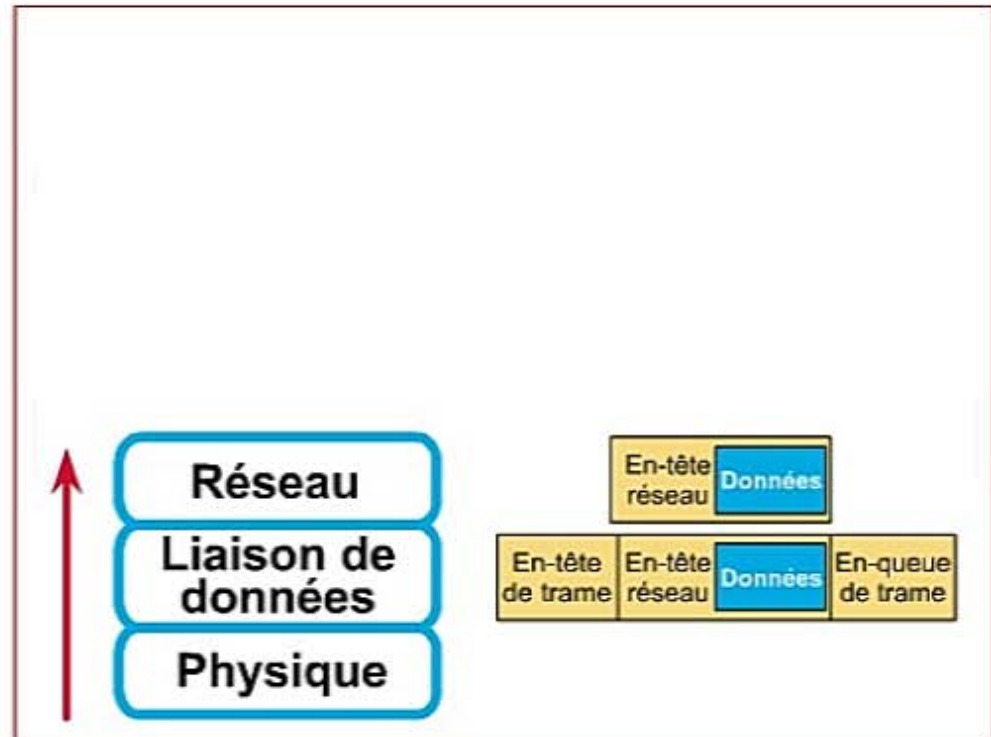 Réseau
En-tête
réseau
Données
Liaison de
données
En-tête
de trame
En-tête
réseau
Données
En-queue
de trame
Physique